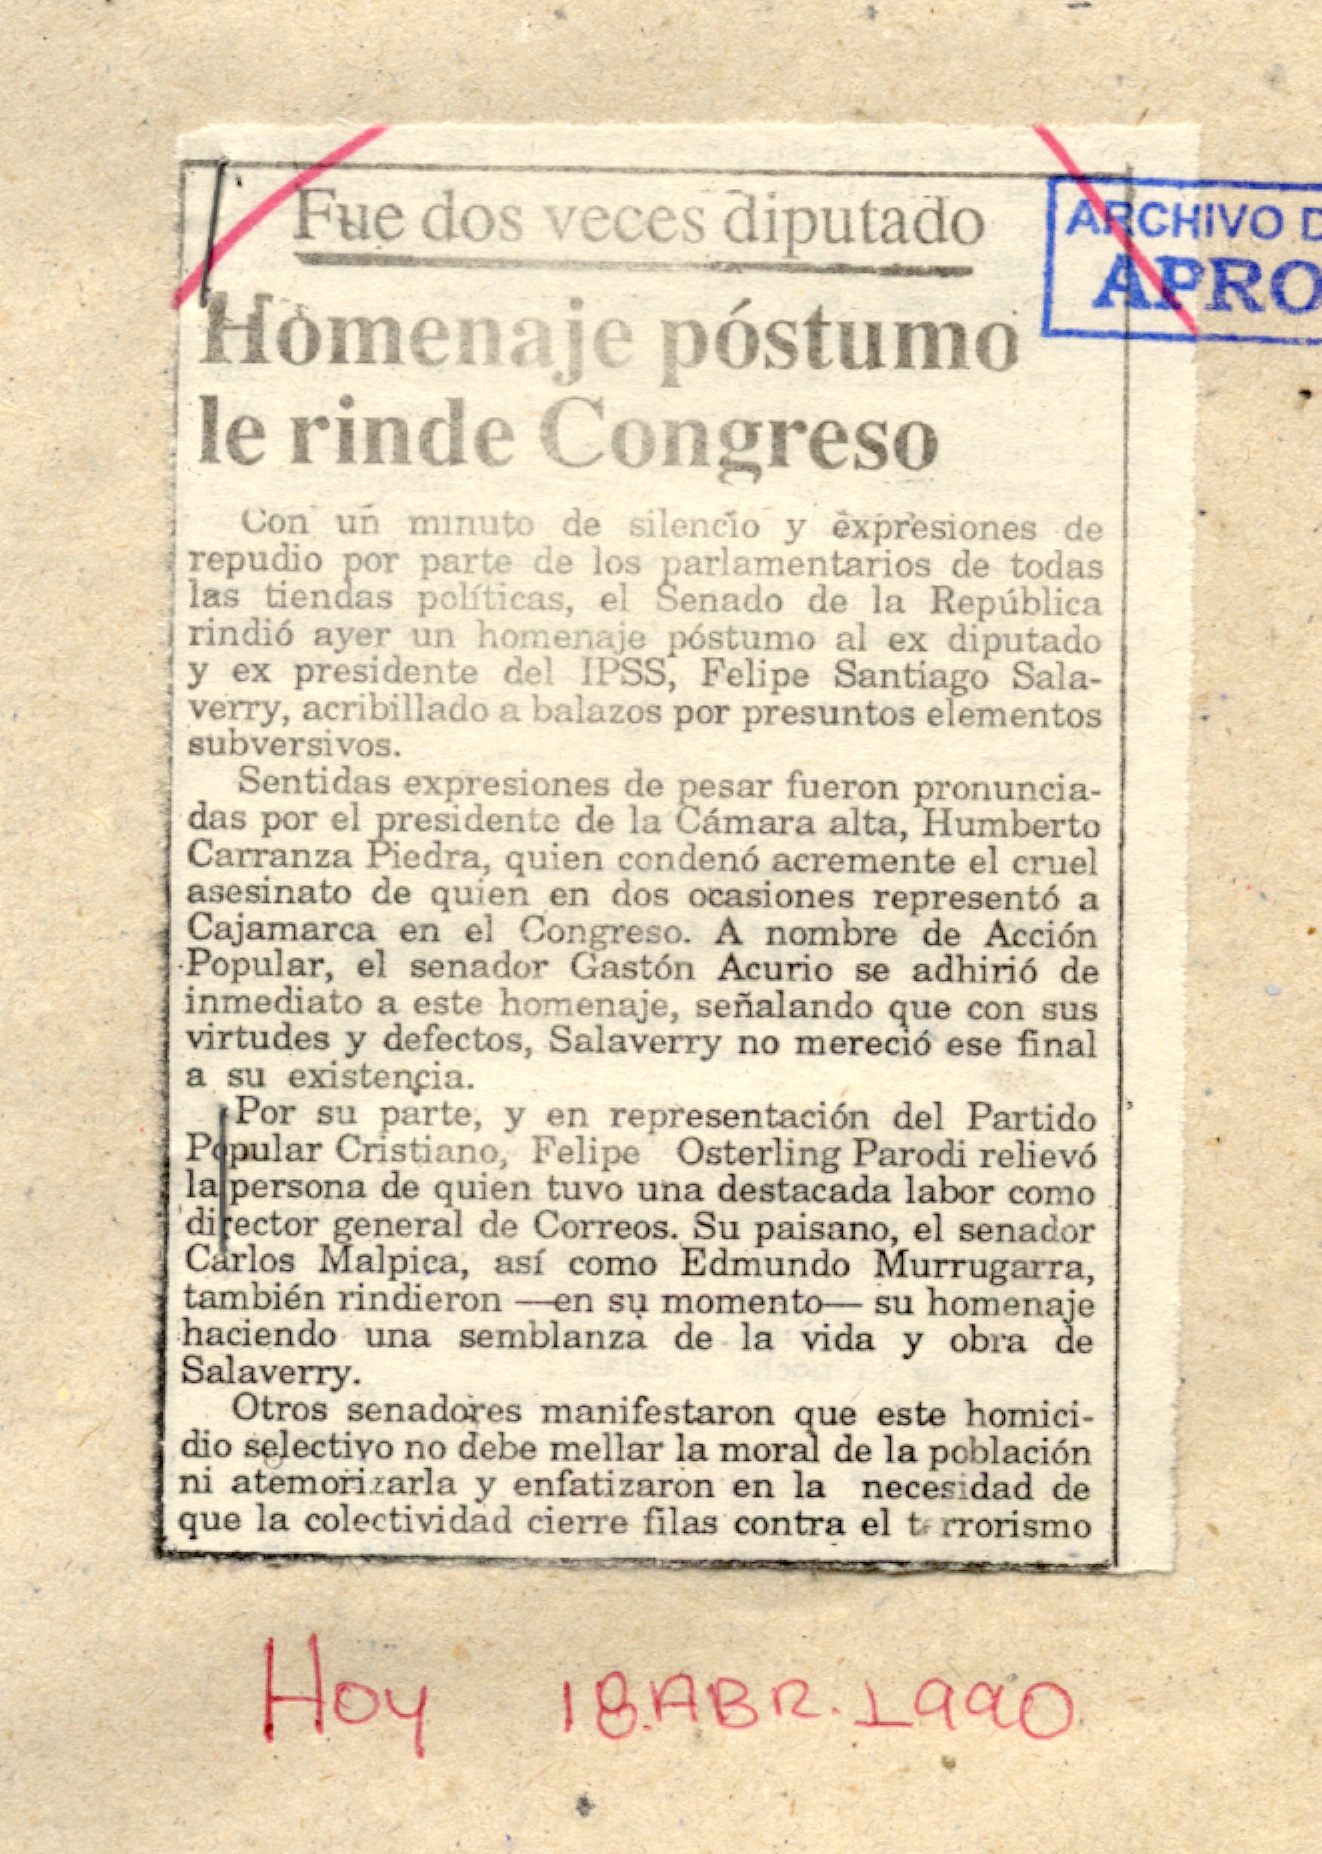 Fue dos veces diputado
ARCHIVO D
APRO
Homenaje póstumo
le rinde Congreso
Con un minuto de silencio y expresiones de
repudio por parte de los parlamentarios de todas
las tiendas políticas, el Senado de la República
rindió ayer un homenaje póstumo al ex diputado
y ex presidente del IPSS, Felipe Santiago Sala-
verry, acribillado a balazos por presuntos elementos
subversivos.
Sentidas expresiones de pesar fueron pronuncia-
das por el presidente de la Cámara alta, Humberto
Carranza Piedra, quien condenó acremente el cruel
asesinato de quien en dos ocasiones representó a
Cajamarca en el Congreso. A nombre de Acción
Popular, el senador Gastón Acurio se adhirió de
inmediato a este homenaje, señalando que con sus
virtudes y defectos, Salaverry no mereció ese final
a su existencia.
Por su parte, y en representación del Partido
Popular Cristiano, Felipe Osterling Parodi relievó
la persona de quien tuvo una destacada labor como
director general de Correos. Su paisano, el senador
Carlos Malpica, así como Edmundo Murrugarra,
también rindieron —en su momento— su homenaje
haciendo una semblanza de la vida y obra de
Salaverry.
Otros senadores manifestaron que este homici-
dio selectivo no debe mellar la moral de la población
ni atemorizarla y enfatizaron en la necesidad de
que la colectividad cierre filas contra el terrorismo
Hoy 18.ABR.1990